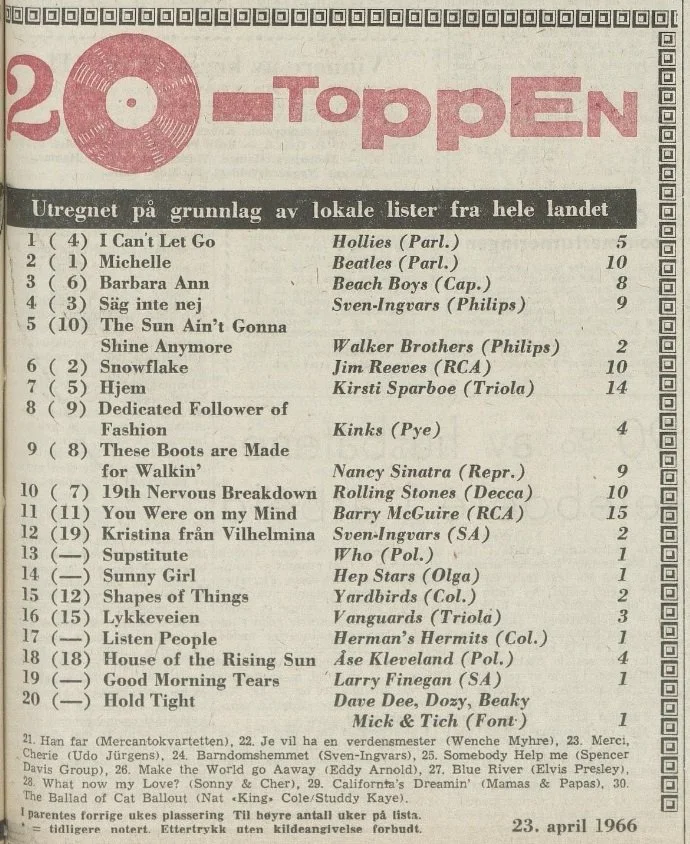 20-TOPPEN
Utregnet på grunnlag av lokale lister fra hele landet
1 ( 4) I Can't Let Go Hollies (Parl.) 5
2 ( 1) Michelle Beatles (Parl.) 10
3 ( 6) Barbara Ann Beach Boys (Cap.) 8
4 ( 3) Säg inte nej Sven-Ingvars (Philips) 9
5 (10) The Sun Ain't Gonna
Shine Anymore Walker Brothers (Philips) 2
6 ( 2) Snowflake Jim Reeves (RCA) 10
7 ( 5) Hjem Kirsti Sparboe (Triola) 14
8 ( 9) Dedicated Follower of
Fashion Kinks (Pye) 4
9 ( 8) These Boots are Made
for Walkin' Nancy Sinatra (Repr.) 9
10 ( 7) 19th Nervous Breakdown Rolling Stones (Decca) 10
11 (11) You Were on my Mind Barry McGuire (RCA) 15
12 (19) Kristina från Vilhelmina Sven-Ingvars (SA) 2
13 (—) Supstitute Who (Pol.) 1
14 (—) Sunny Girl Hep Stars (Olga) 1
15 (12) Shapes of Things Yardbirds (Col.) 2
16 (15) Lykkeveien Vanguards (Triola) 3
17 (—) Listen People Herman's Hermits (Col.) 1
18 (18) House of the Rising Sun Åse Kleveland (Pol.) 4
19 (—) Good Morning Tears Larry Finegan (SA) 1
20 (—) Hold Tight Dave Dee, Dozy, Beaky
Mick & Tich (Font.) 1
21. Han far (Mercantokvartetten), 22. Je vil ha en verdensmester (Wenche Myhre), 23. Merci,
Cherie (Udo Jürgens), 24. Barndomshemmet (Sven-Ingvars), 25. Somebody Help me (Spencer
Davis Group), 26. Make the World go Aaway (Eddy Arnold), 27. Blue River (Elvis Presley),
28. What now my Love? (Sonny & Cher), 29. California's Dreamin' (Mamas & Papas), 30.
The Ballad of Cat Ballout (Nat «King» Cole/Studdy Kaye).
I parentes forrige ukes plassering Til høyre antall uker på lista.
* = tidligere notert. Ettertrykk uten kildeangivelse forbudt.
23. april 1966